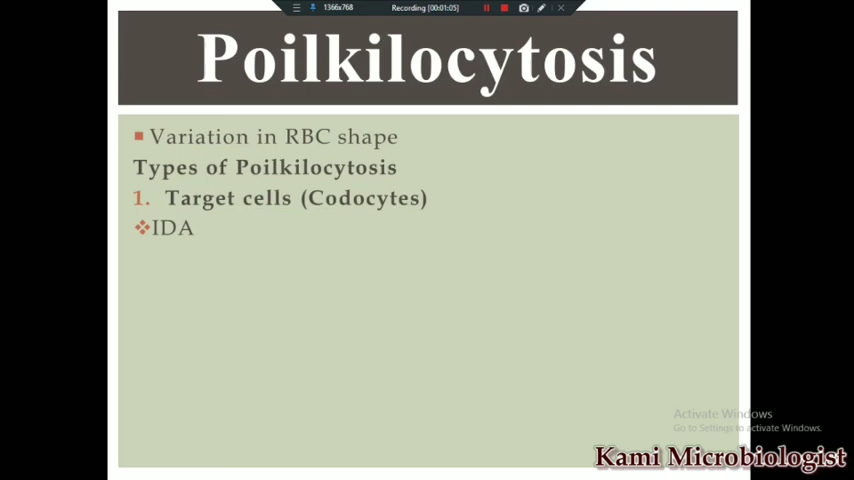 1366x768
Recording [00:01:05]
Poilkilocytosis
Variation in RBC shape
Types of Poilkilocytosis
1. Target cells (Codocytes)
IDA
Activate Windows
Go to Settings to activate Windows.
Kami Microbiologist